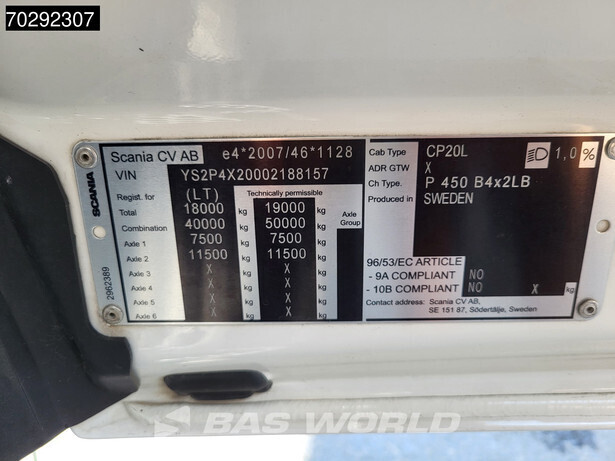 70292307
SCANIA
2962389
Scania CV AB e4*2007/46*1128
VIN YS2P4X20002188157
Regist. for (LT) Technically permissible
Total 18000 kg 19000 kg Axle Group
Combination 40000 kg 50000 kg
Axle 1 7500 kg 7500 kg
Axle 2 11500 kg 11500 kg
Axle 3 X kg X kg
Axle 4 X kg X kg
Axle 5 X kg X kg
Axle 6 X kg X kg
Cab Type CP20L 1,0%
ADR GTW X
Ch. Type P 450 B4x2LB
Produced in SWEDEN
96/53/EC ARTICLE
- 9A COMPLIANT NO
- 10B COMPLIANT NO X kg
Contact address: Scania CV AB,
SE 151 87, Södertälje, Sweden
BAS WORLD